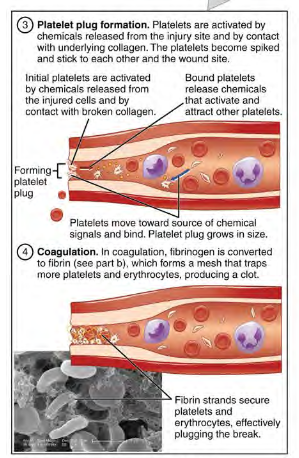 3 Platelet plug formation. Platelets are activated by
chemicals released from the injury site and by contact
with underlying collagen. The platelets become spiked
and stick to each other and the wound site.
Initial platelets are activated
by chemicals released from
the injured cells and by
contact with broken collagen.
Bound platelets
release chemicals
that activate and
attract other platelets.
Forming
platelet
plug
Platelets move toward source of chemical
signals and bind. Platelet plug grows in size.
4 Coagulation. In coagulation, fibrinogen is converted
to fibrin (see part b), which forms a mesh that traps
more platelets and erythrocytes, producing a clot.
Fibrin strands secure
platelets and
erythrocytes, effectively
plugging the break.